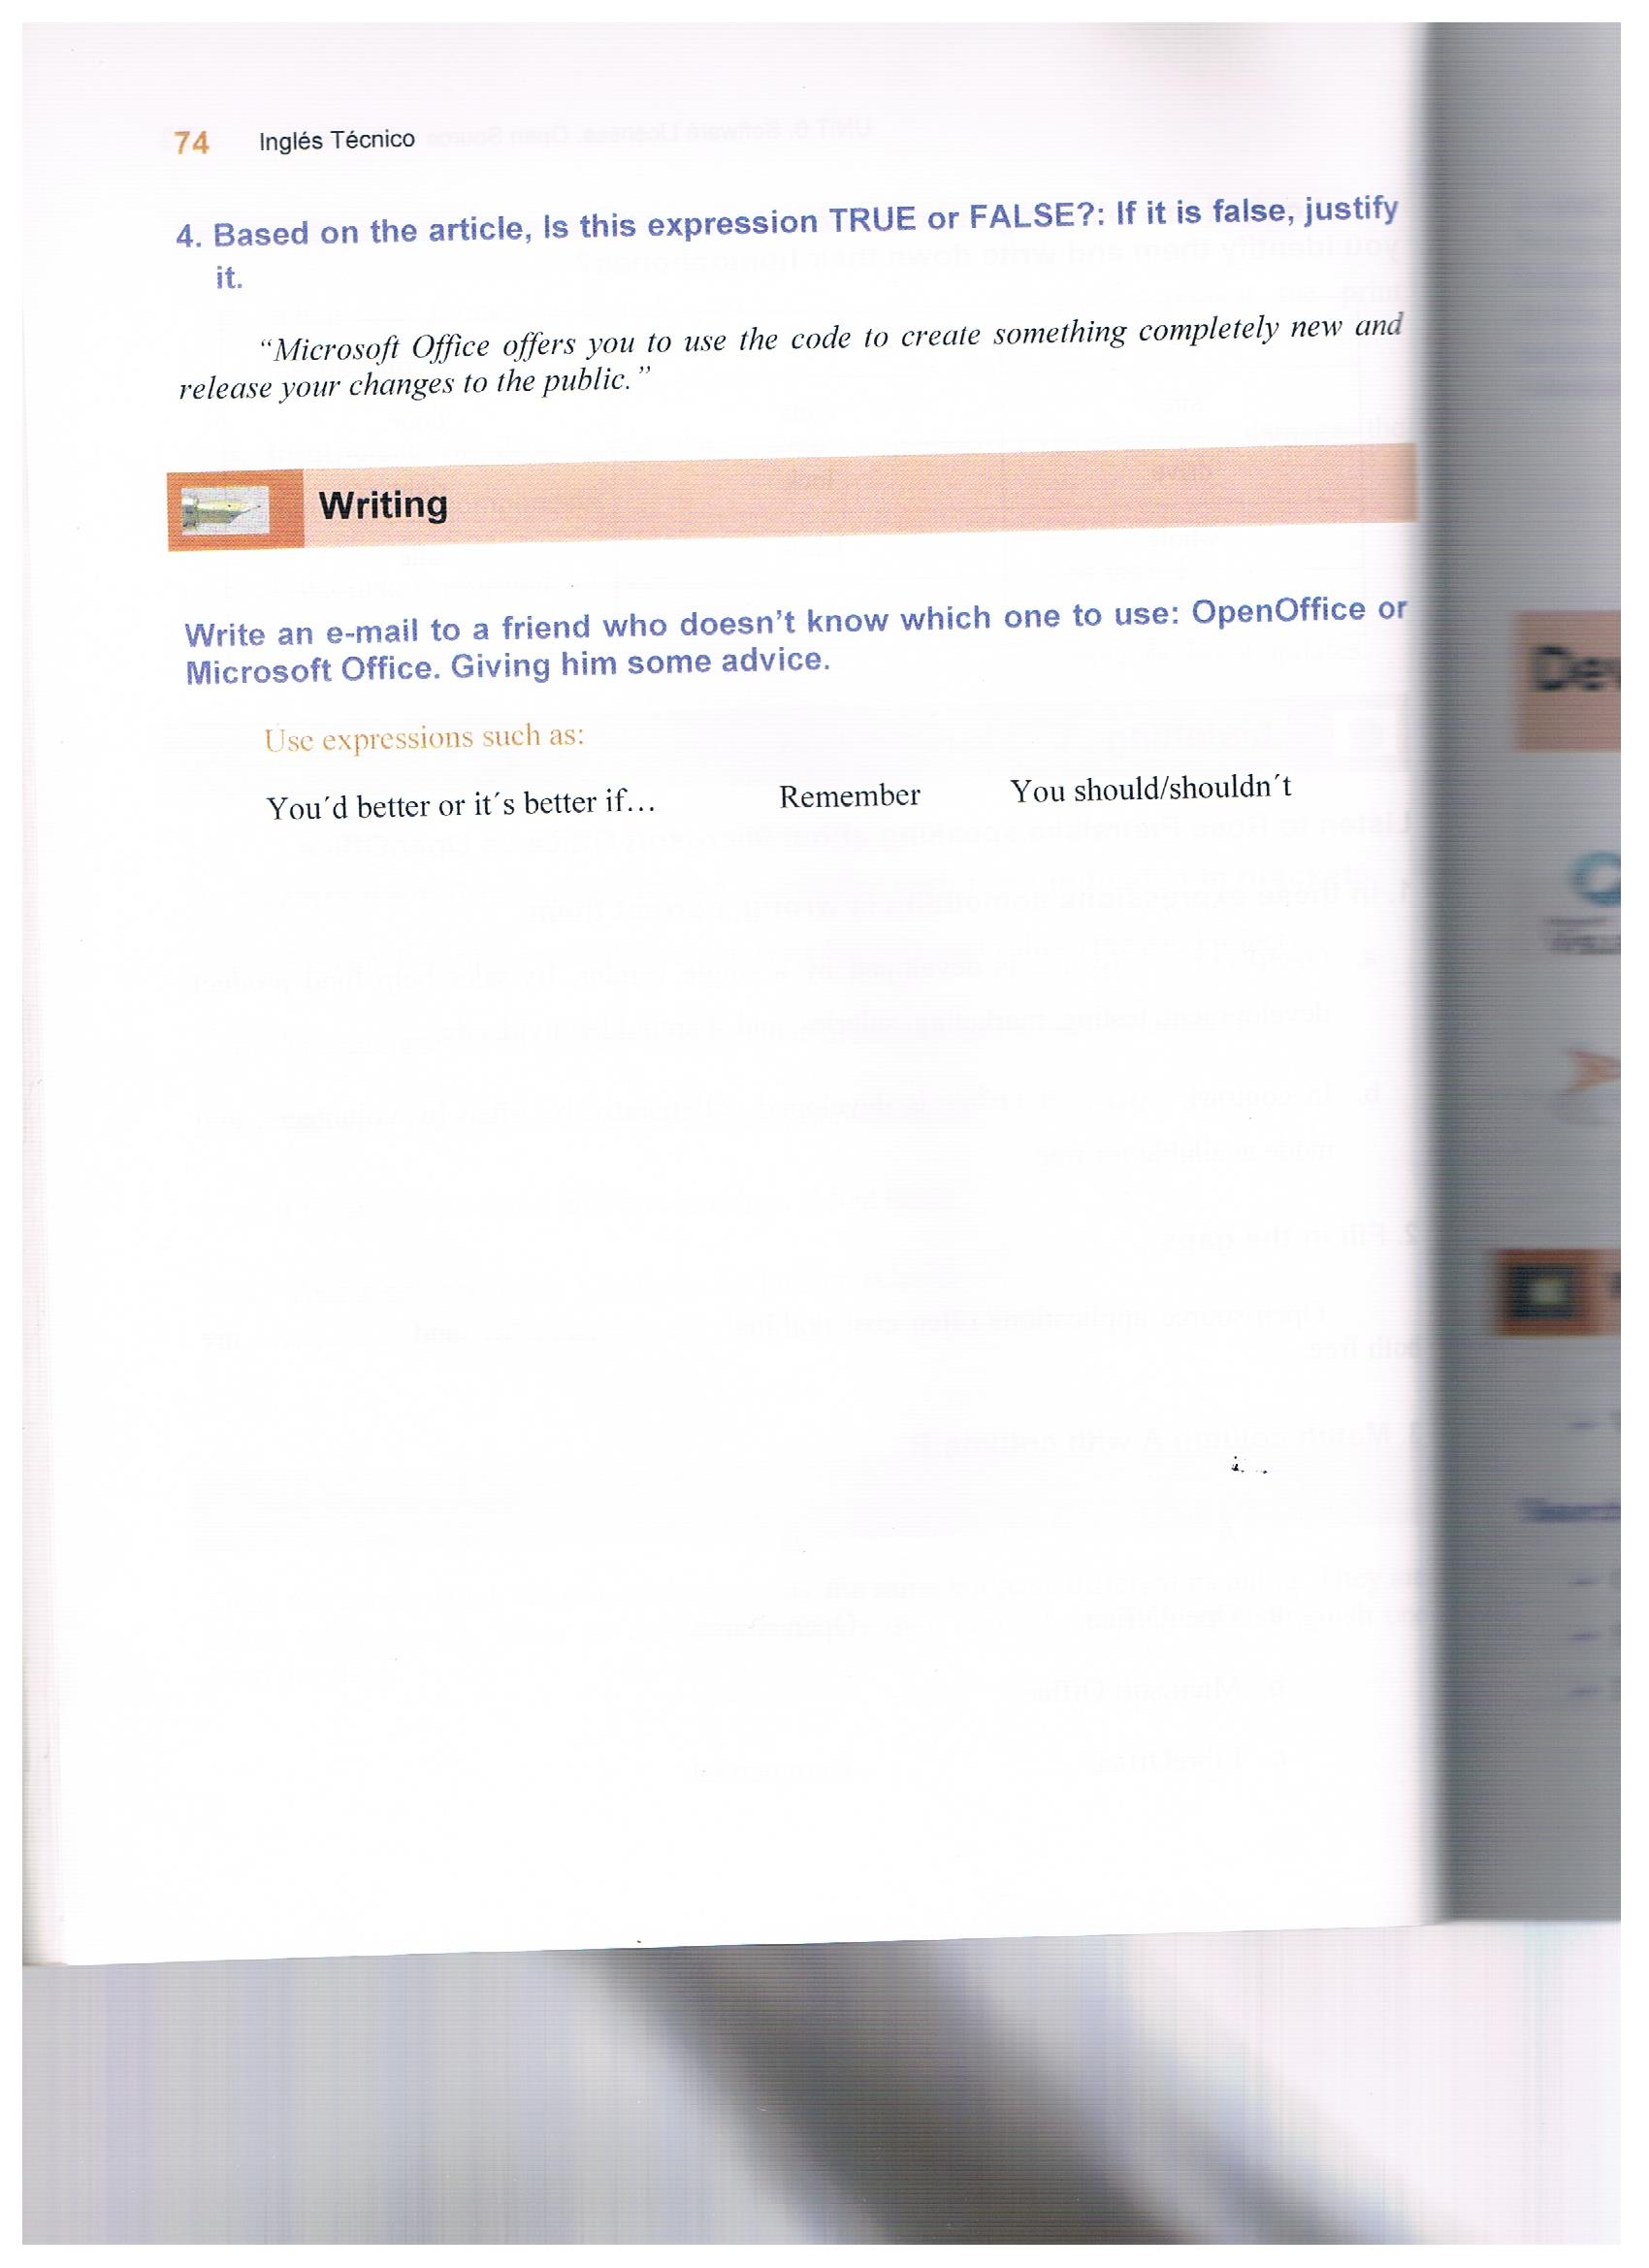 74 Inglés Técnico
4. Based on the article, Is this expression TRUE or FALSE?: If it is false, justify
it.
“Microsoft Office offers you to use the code to create something completely new and
release your changes to the public.”
Writing
Write an e-mail to a friend who doesn’t know which one to use: OpenOffice or
Microsoft Office. Giving him some advice.
Use expressions such as:
You´d better or it´s better if… Remember You should/shouldn´t